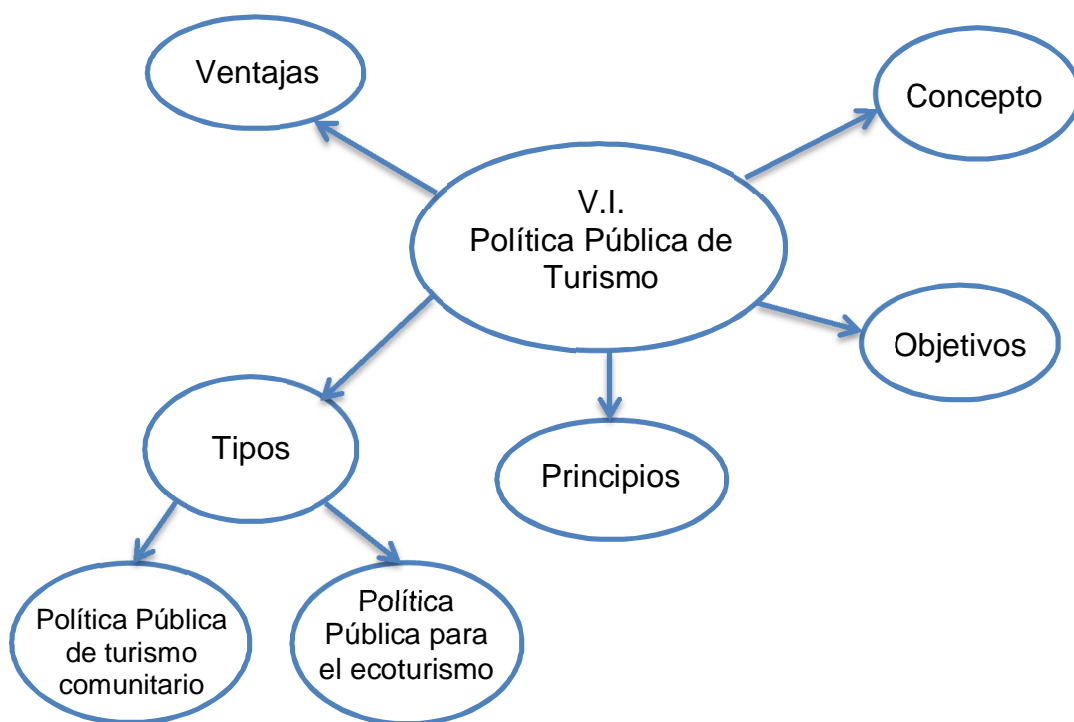 Ventajas
Concepto
V.I.
Política Pública de
Turismo
Objetivos
Tipos
Principios
Política Pública
de turismo
comunitario
Política
Pública para
el ecoturismo